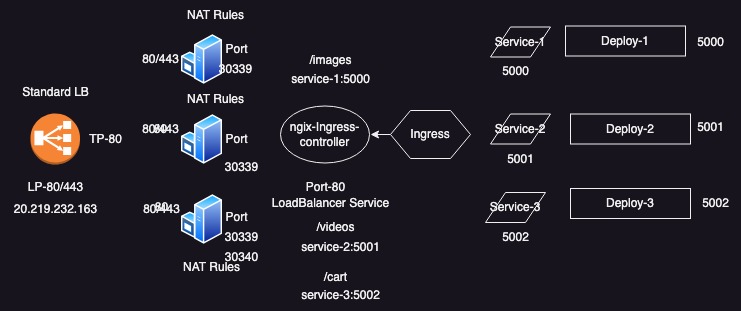 NAT Rules
Port
80/443
30339
/images
service-1:5000
Service-1
5000
Deploy-1
5000
Standard LB
TP-80
LP-80/443
20.219.232.163
NAT Rules
80/443
Port
30339
ngix-Ingress-
controller
Ingress
Service-2
5001
Deploy-2
5001
Port-80
LoadBalancer Service
80/443
Port
30339
30340
NAT Rules
/videos
service-2:5001
Service-3
5002
Deploy-3
5002
/cart
service-3:5002